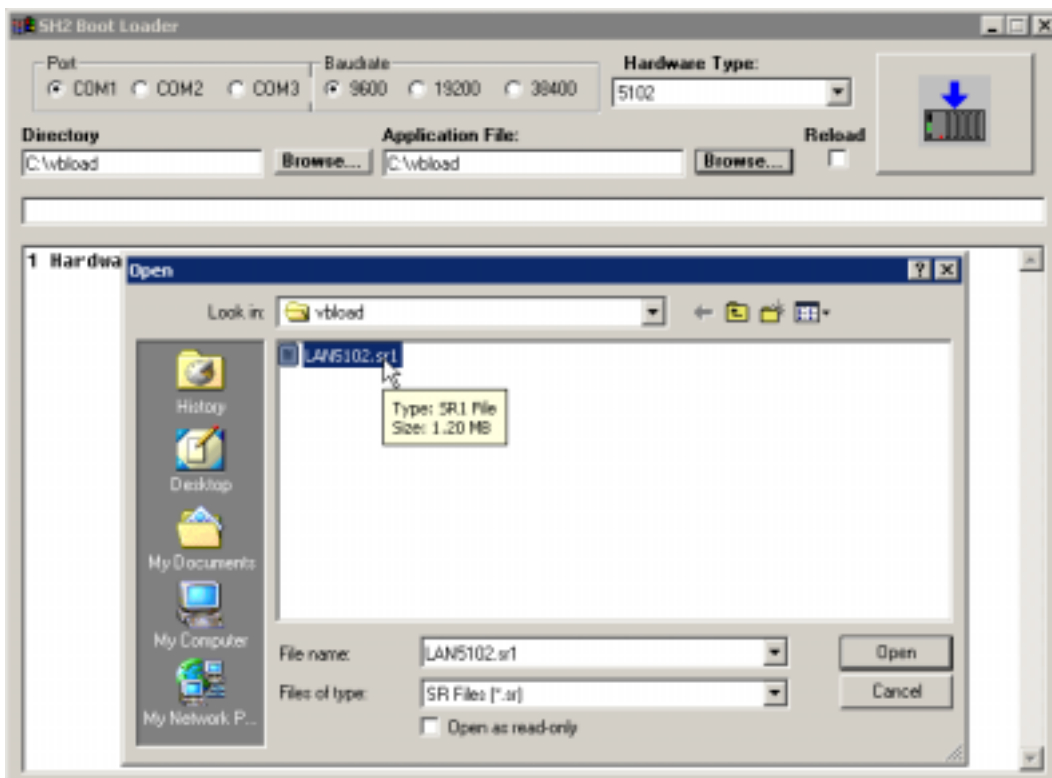 SH2 Boot Loader
Port
Baudrate
Hardware Type:
COM1 COM2 COM3 9600 19200 38400
5102
Directory
Application File:
Reload
C:\vbload Browse... C:\vbload Browse...
1 Hardwa
Open
Look in: vbload
LAN5102.sr1
Type: SR1 File
Size: 1.20 MB
History
Desktop
My Documents
My Computer
My Network P...
File name: LAN5102.sr1 Open
Files of type: SR Files (*.sr) Cancel
Open as read-only